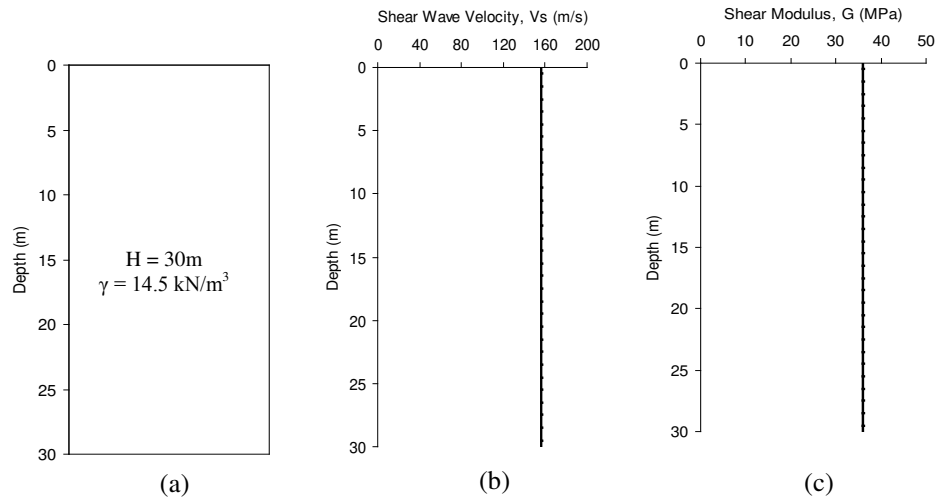 0
5
10
15
20
25
30
Depth (m)
H = 30m
γ = 14.5 kN/m³
(a)
Shear Wave Velocity, Vs (m/s)
0 40 80 120 160 200
0
5
10
15
20
25
30
Depth (m)
(b)
Shear Modulus, G (MPa)
0 10 20 30 40 50
0
5
10
15
20
25
30
Depth (m)
(c)